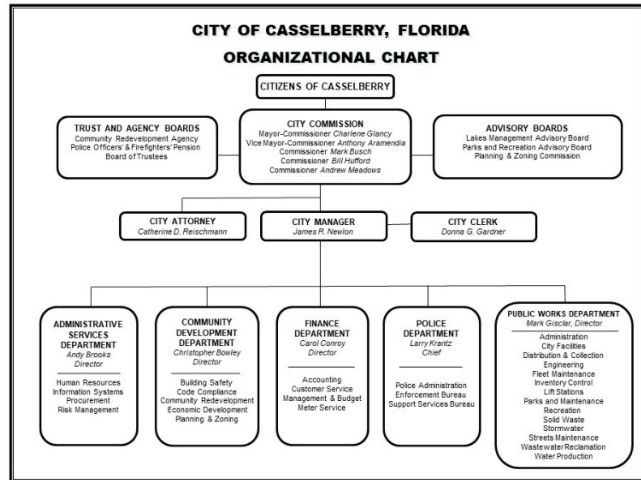 CITY OF CASSELBERRY, FLORIDA
ORGANIZATIONAL CHART
CITIZENS OF CASSELBERRY
TRUST AND AGENCY BOARDS
Community Redevelopment Agency
Police Officers' & Firefighters' Pension
Board of Trustees
CITY COMMISSION
Mayor-Commissioner Charlene Glancy
Vice Mayor-Commissioner Anthony Aramendia
Commissioner Mark Busch
Commissioner Bill Hufford
Commissioner Andrew Meadows
ADVISORY BOARDS
Lakes Management Advisory Board
Parks and Recreation Advisory Board
Planning & Zoning Commission
CITY ATTORNEY
Catherine D. Reischmann
CITY MANAGER
James R. Newlon
CITY CLERK
Donna G. Gardner
ADMINISTRATIVE
SERVICES
DEPARTMENT
Andy Brooks
Director
Human Resources
Information Systems
Procurement
Risk Management
COMMUNITY
DEVELOPMENT
DEPARTMENT
Christopher Bowley
Director
Building Safety
Code Compliance
Community Redevelopment
Economic Development
Planning & Zoning
FINANCE
DEPARTMENT
Carol Conroy
Director
Accounting
Customer Service
Management & Budget
Meter Service
POLICE
DEPARTMENT
Larry Krantz
Chief
Police Administration
Enforcement Bureau
Support Services Bureau
PUBLIC WORKS DEPARTMENT
Mark Gisclar, Director
Administration
City Facilities
Distribution & Collection
Engineering
Fleet Maintenance
Inventory Control
Lift Stations
Parks and Maintenance
Recreation
Solid Waste
Stormwater
Streets Maintenance
Wastewater Reclamation
Water Production